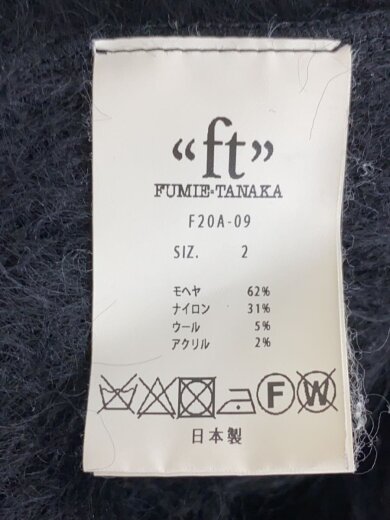 “ft”
FUMIE=TANAKA
F20A-09
SIZ. 2
モヘヤ 62%
ナイロン 31%
ウール 5%
アクリル 2%
F W
日本製